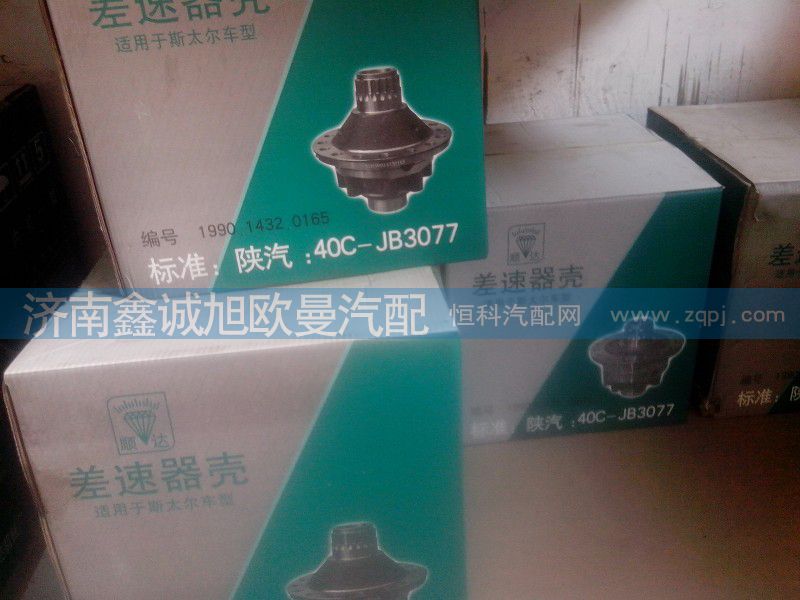 差速器壳
适用于斯太尔车型
编号 1990.1432.0165
标准：陕汽：40C-JB3077
差速器壳
陕汽：40C-JB3077
标准：陕
济南鑫诚旭欧曼汽配 恒科汽配网 www.zqpj.com
顺达
差速器壳
适用于斯太尔车型